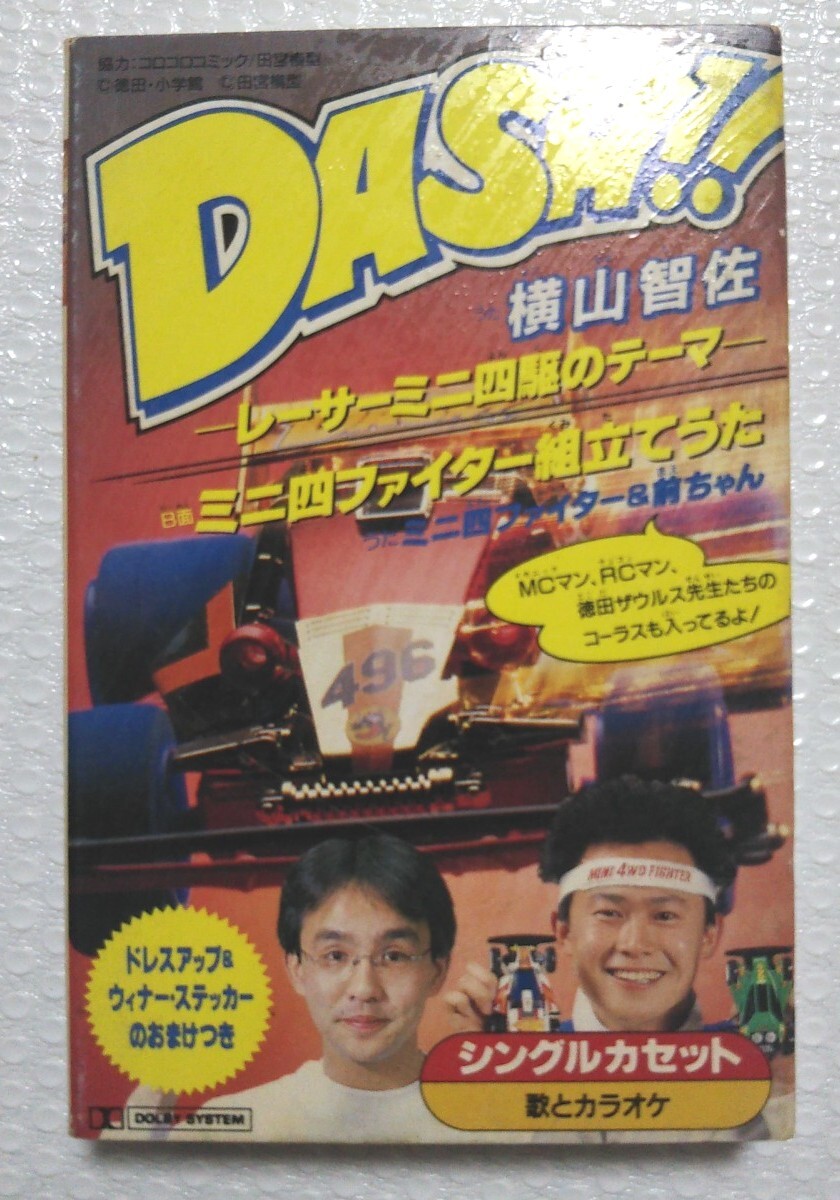 協力：コロコロコミック/田宮模型
©徳田・小学館 ©田宮模型
DASH!!
うた 横山智佐
―レーサーミニ四駆のテーマ―
B面 ミニ四ファイター組立てうた
うた ミニ四ファイター&前ちゃん
MCマン、RCマン、
徳田ザウルス先生たちの
コーラスも入ってるよ！
496
MINI 4WD FIGHTER
ドレスアップ&
ウィナー・ステッカー
のおまけつき
シングルカセット
歌とカラオケ
DOLBY SYSTEM